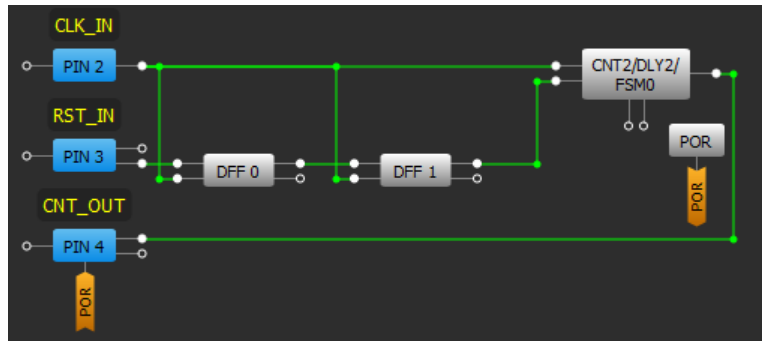 CLK_IN
PIN 2
CNT2/DLY2/
FSM0
RST_IN
PIN 3
DFF 0
DFF 1
POR
POR
CNT_OUT
PIN 4
POR